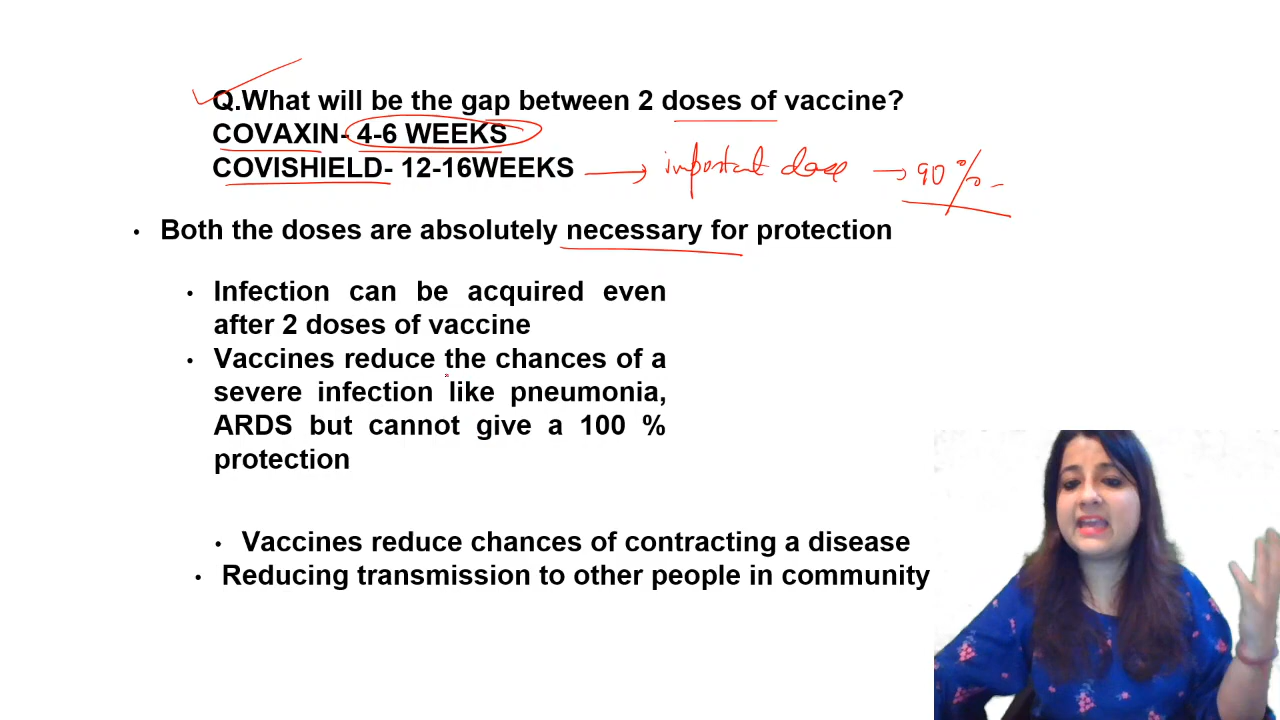 Q.What will be the gap between 2 doses of vaccine?
COVAXIN- 4-6 WEEKS
COVISHIELD- 12-16WEEKS → important dose → 90%
• Both the doses are absolutely necessary for protection
• Infection can be acquired even
after 2 doses of vaccine
• Vaccines reduce the chances of a
severe infection like pneumonia,
ARDS but cannot give a 100 %
protection
• Vaccines reduce chances of contracting a disease
• Reducing transmission to other people in community